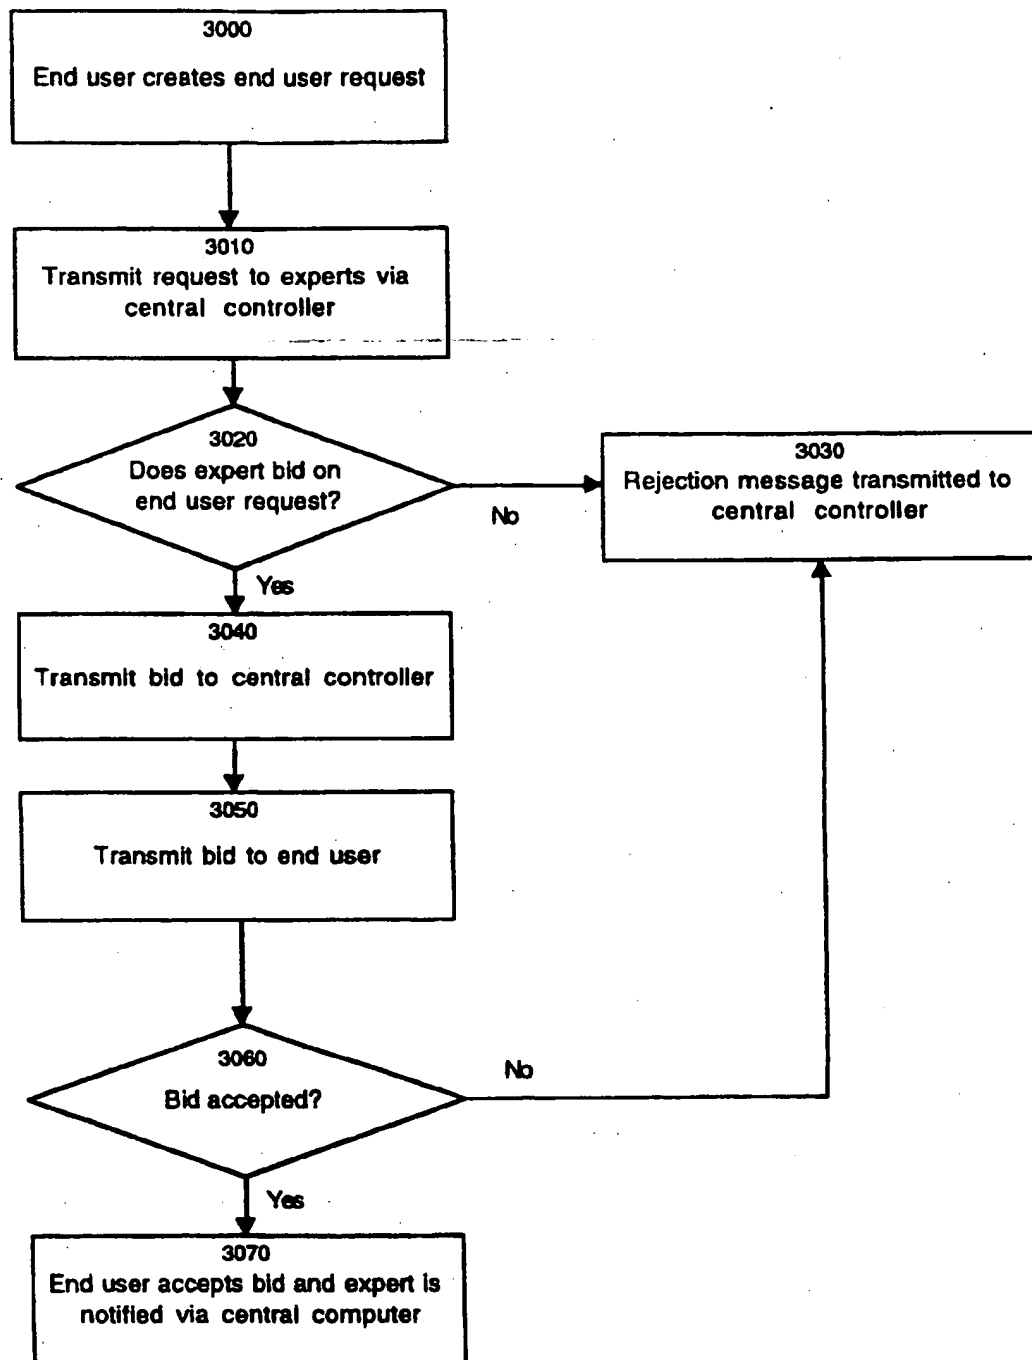 3000
End user creates end user request
3010
Transmit request to experts via
central controller
3020
Does expert bid on
end user request?
No
3030
Rejection message transmitted to
central controller
Yes
3040
Transmit bid to central controller
3050
Transmit bid to end user
3060
Bid accepted?
No
Yes
3070
End user accepts bid and expert is
notified via central computer